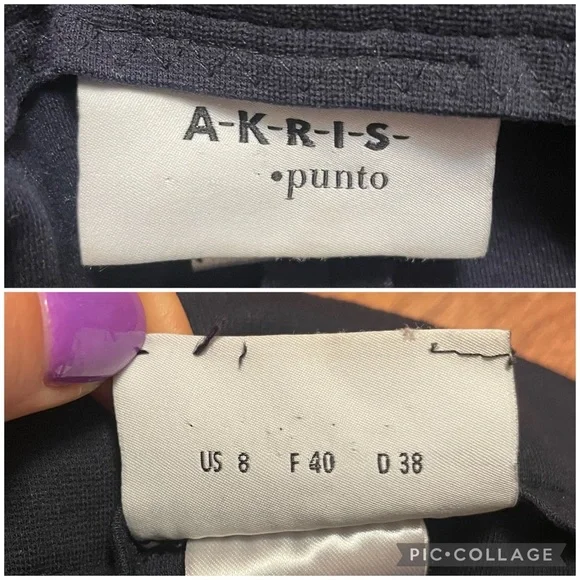 A-K-R-I-S-
•punto
US 8 F 40 D 38
PIC•COLLAGE